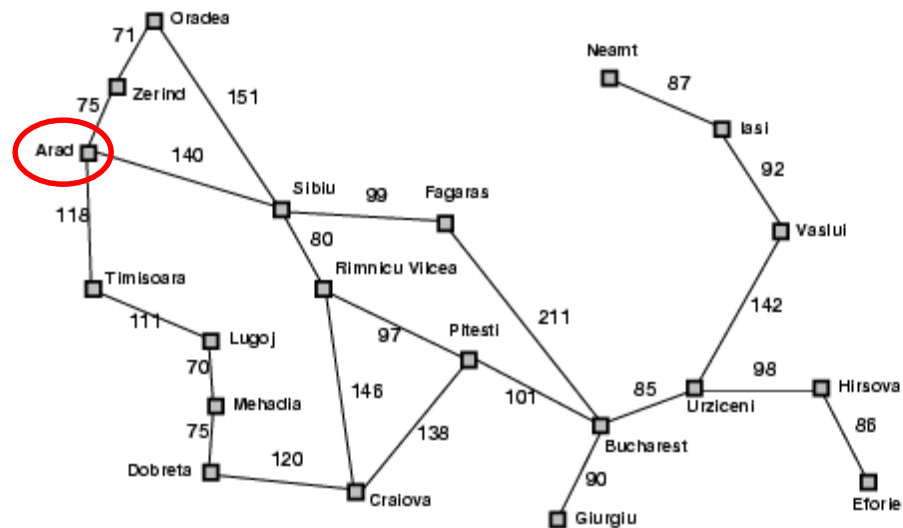 Oradea
71
Neamt
87
Zerind
151
75
Iasi
Arad
140
92
Sibiu
99
Fagaras
118
80
Vaslui
Timisoara
Rimnicu Vilcea
111
Lugoj
97
Pitesti
211
142
70
98
Hirsova
Mehadia
146
101
85
Urziceni
75
138
Bucharest
86
Dobreta
120
90
Craiova
Eforie
Giurgiu